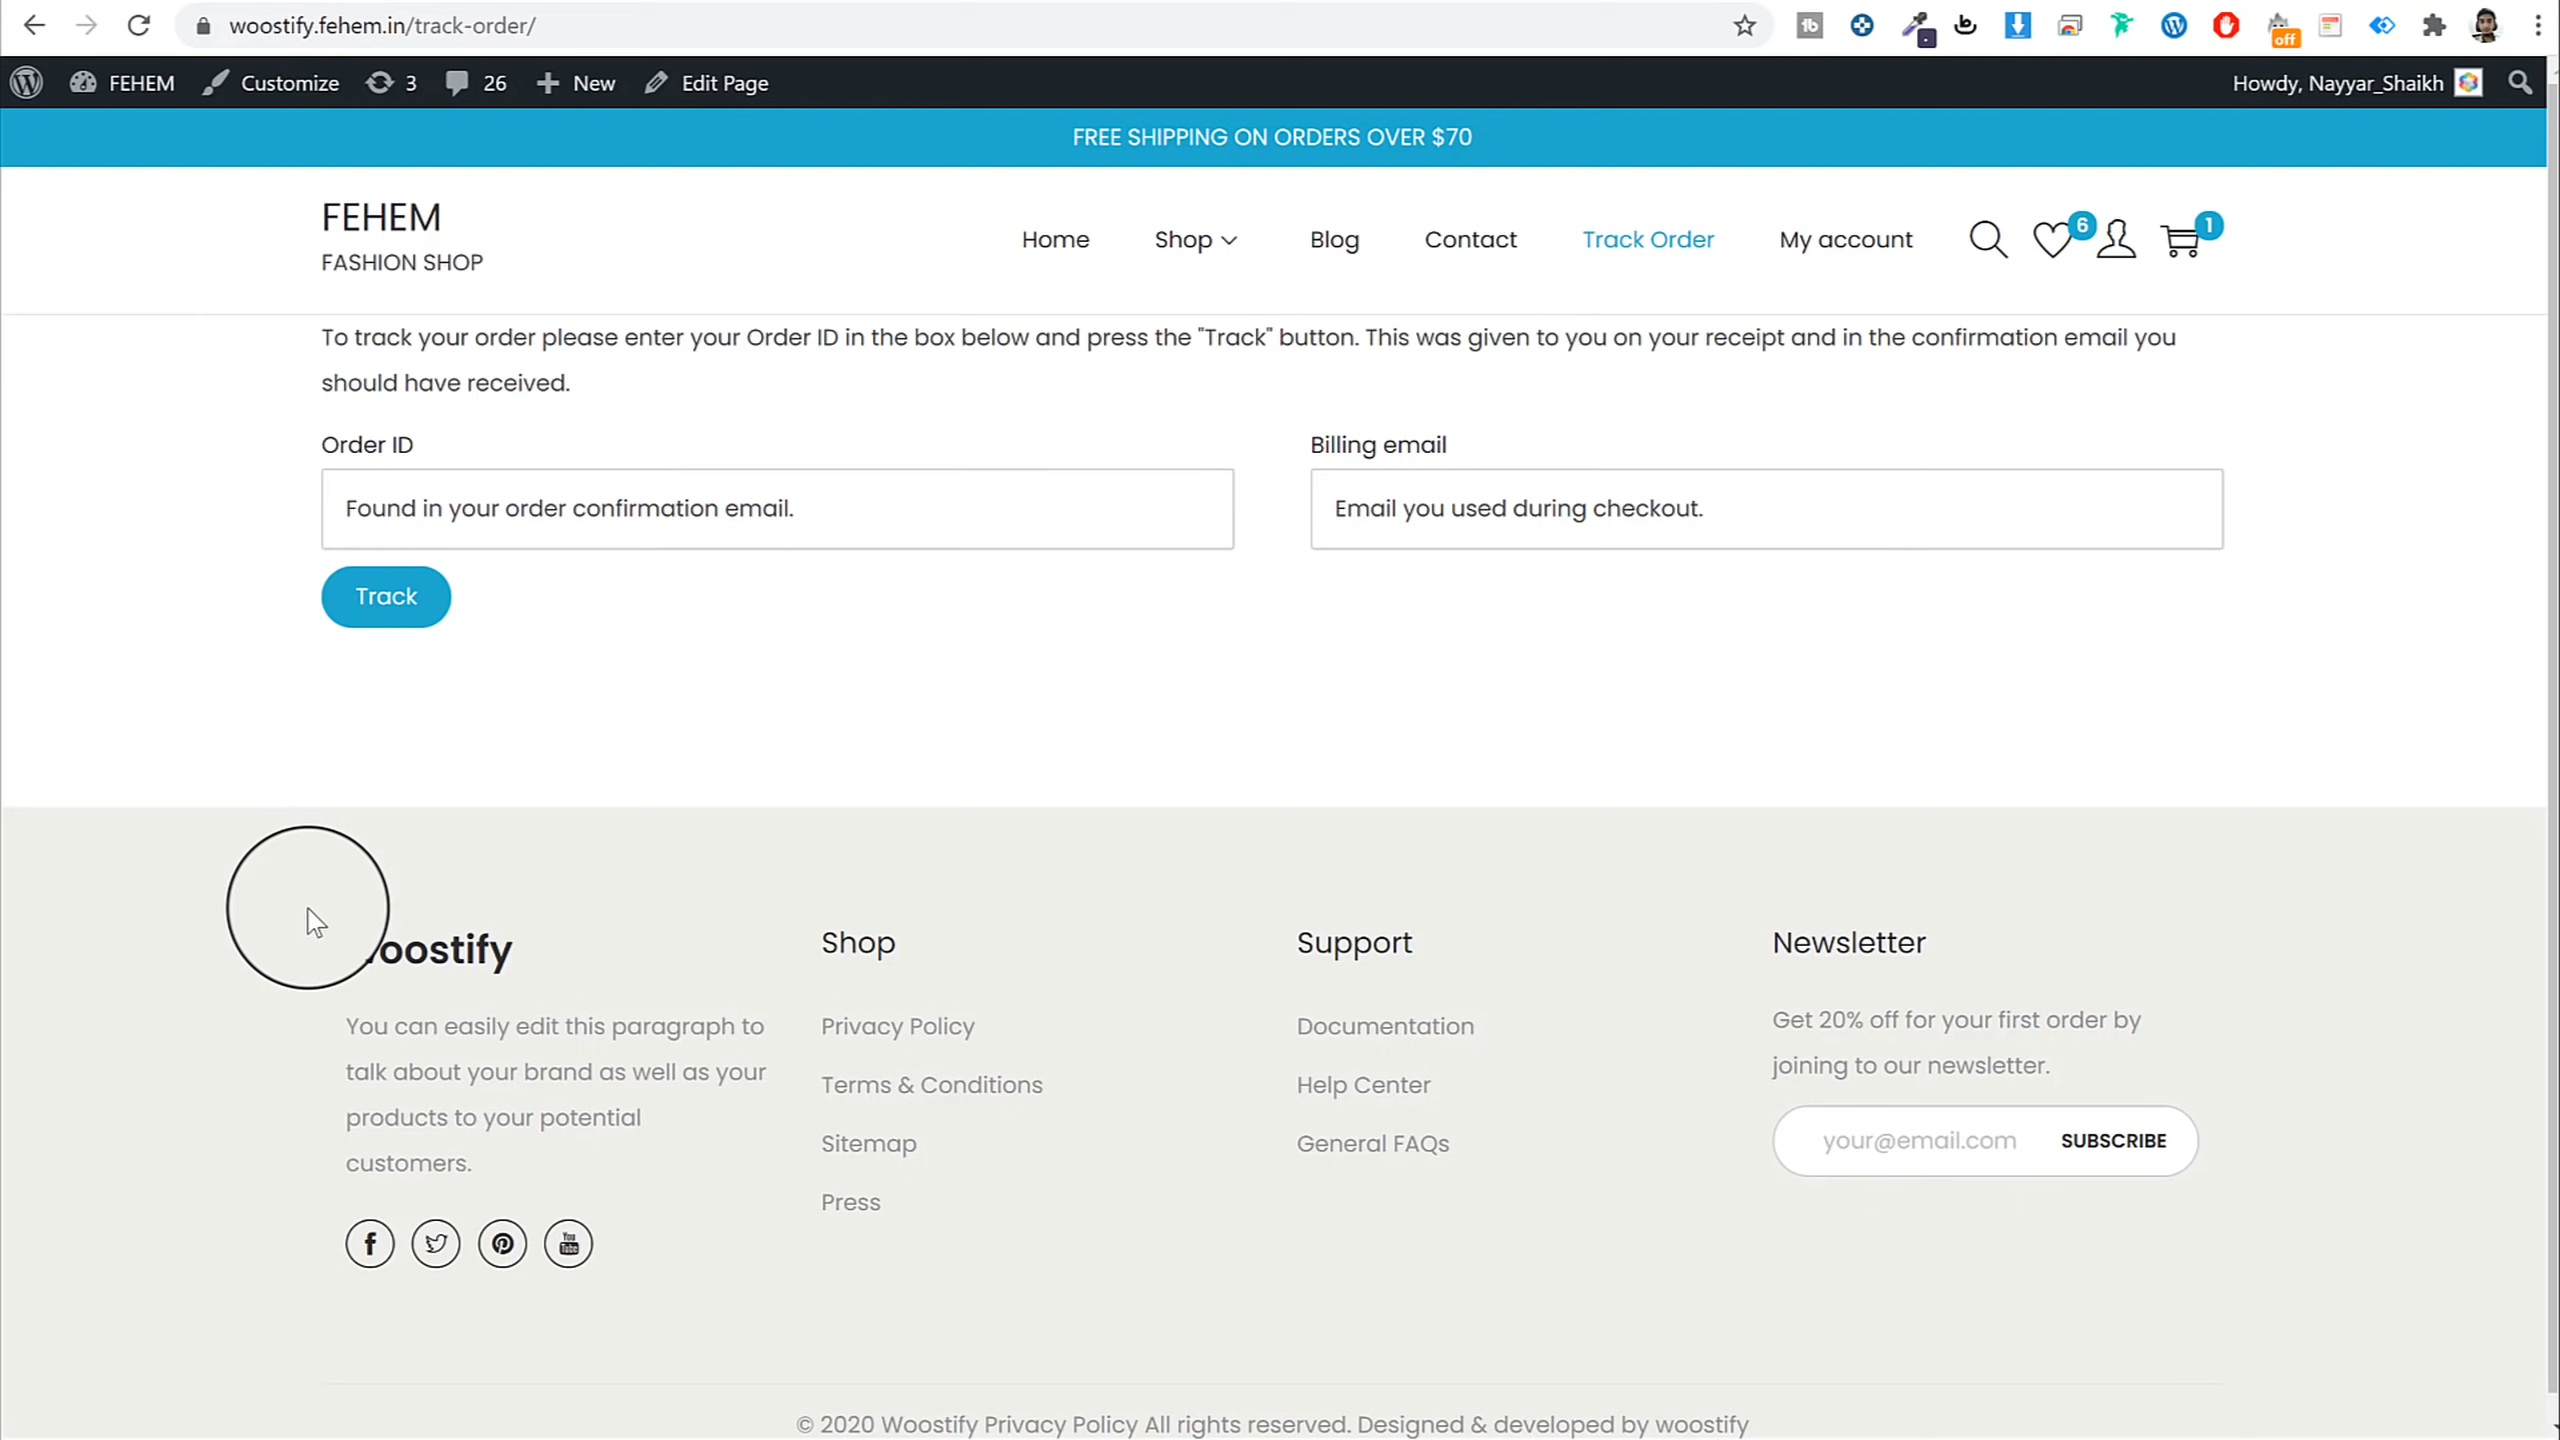 woostify.fehem.in/track-order/
off
FEHEM Customize 3 26 New Edit Page Howdy, Nayyar_Shaikh
FREE SHIPPING ON ORDERS OVER $70
FEHEM
FASHION SHOP
Home Shop Blog Contact Track Order My account 6 1
To track your order please enter your Order ID in the box below and press the "Track" button. This was given to you on your receipt and in the confirmation email you
should have received.
Order ID Billing email
Found in your order confirmation email. Email you used during checkout.
Track
oostify Shop Support Newsletter
You can easily edit this paragraph to
talk about your brand as well as your
products to your potential
customers.
Privacy Policy
Terms & Conditions
Sitemap
Press
Documentation
Help Center
General FAQs
Get 20% off for your first order by
joining to our newsletter.
your@email.com SUBSCRIBE
You
Tube
© 2020 Woostify Privacy Policy All rights reserved. Designed & developed by woostify